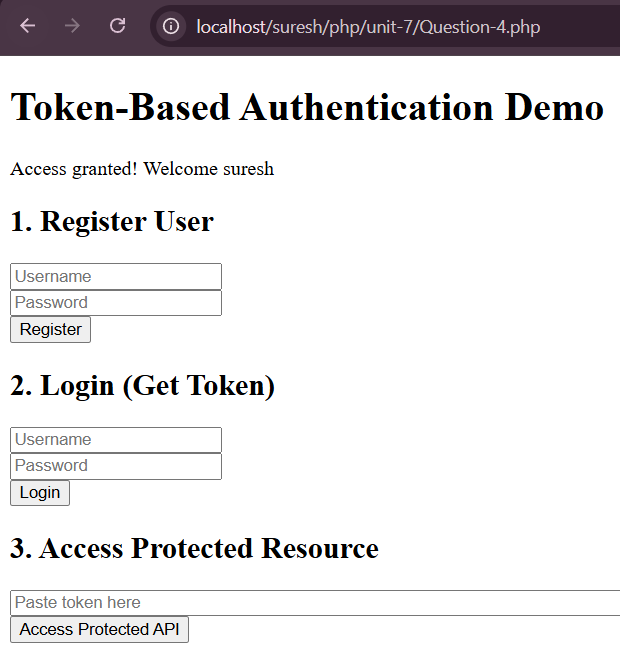 localhost/suresh/php/unit-7/Question-4.php
Token-Based Authentication Demo
Access granted! Welcome suresh
1. Register User
Username
Password
Register
2. Login (Get Token)
Username
Password
Login
3. Access Protected Resource
Paste token here
Access Protected API